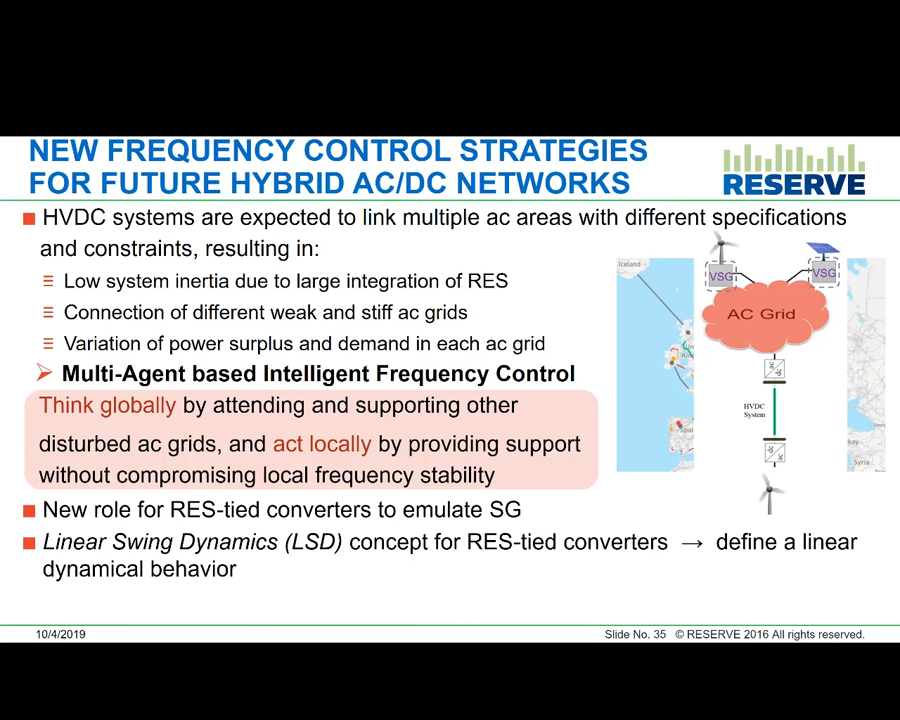 NEW FREQUENCY CONTROL STRATEGIES
FOR FUTURE HYBRID AC/DC NETWORKS
RESERVE
HVDC systems are expected to link multiple ac areas with different specifications
and constraints, resulting in:
Low system inertia due to large integration of RES
Connection of different weak and stiff ac grids
Variation of power surplus and demand in each ac grid
Multi-Agent based Intelligent Frequency Control
Think globally by attending and supporting other
disturbed ac grids, and act locally by providing support
without compromising local frequency stability
New role for RES-tied converters to emulate SG
Linear Swing Dynamics (LSD) concept for RES-tied converters → define a linear
dynamical behavior
Iceland
VSG
VSG
AC Grid
HVDC
System
Syria
10/4/2019
Slide No. 35 © RESERVE 2016 All rights reserved.